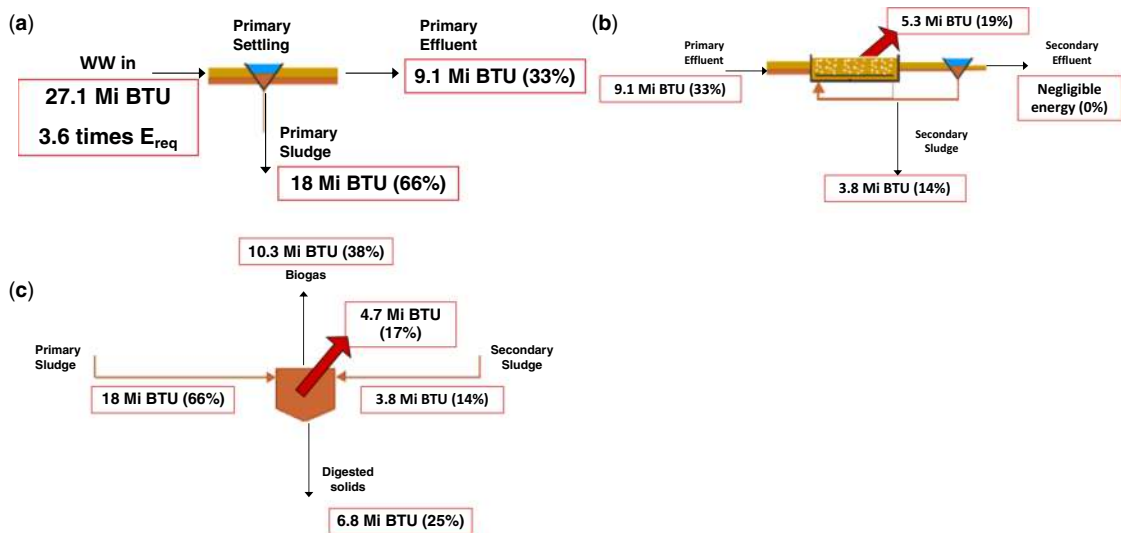 (a)
Primary
Settling
Primary
Effluent
WW in
9.1 Mi BTU (33%)
27.1 Mi BTU
3.6 times Ereq
Primary
Sludge
18 Mi BTU (66%)
(b)
5.3 Mi BTU (19%)
Primary
Effluent
Secondary
Effluent
9.1 MI BTU (33%)
Negligible
energy (0%)
Secondary
Sludge
3.8 Mi BTU (14%)
(c)
10.3 Mi BTU (38%)
Biogas
4.7 Mi BTU
(17%)
Primary
Sludge
Secondary
Sludge
18 Mi BTU (66%)
3.8 Mi BTU (14%)
Digested
solids
6.8 Mi BTU (25%)